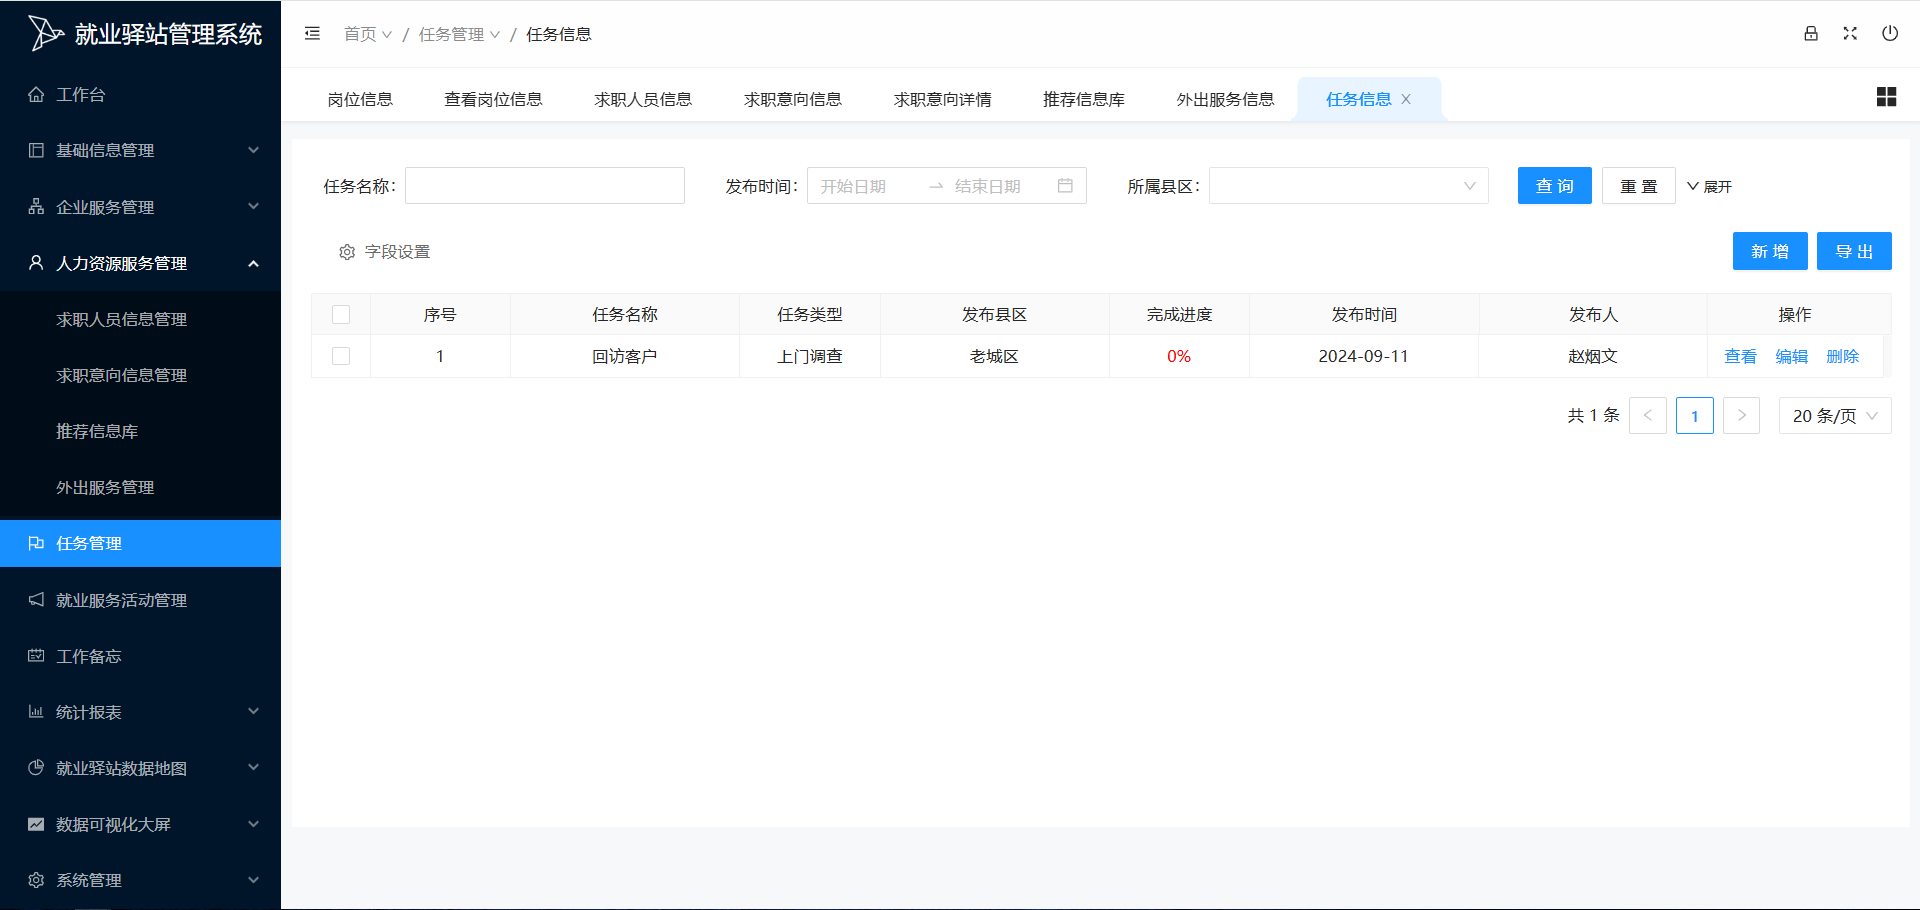 就业驿站管理系统
工作台
基础信息管理
企业服务管理
人力资源服务管理
求职人员信息管理
求职意向信息管理
推荐信息库
外出服务管理
任务管理
就业服务活动管理
工作备忘
统计报表
就业驿站数据地图
数据可视化大屏
系统管理
首页 / 任务管理 / 任务信息
岗位信息 查看岗位信息 求职人员信息 求职意向信息 求职意向详情 推荐信息库 外出服务信息 任务信息
任务名称: 发布时间: 开始日期 → 结束日期 所属县区: 查 询 重 置 展开
字段设置 新 增 导 出
序号 任务名称 任务类型 发布县区 完成进度 发布时间 发布人 操作
1 回访客户 上门调查 老城区 0% 2024-09-11 赵烟文 查看 编辑 删除
共 1 条 < 1 > 20 条/页